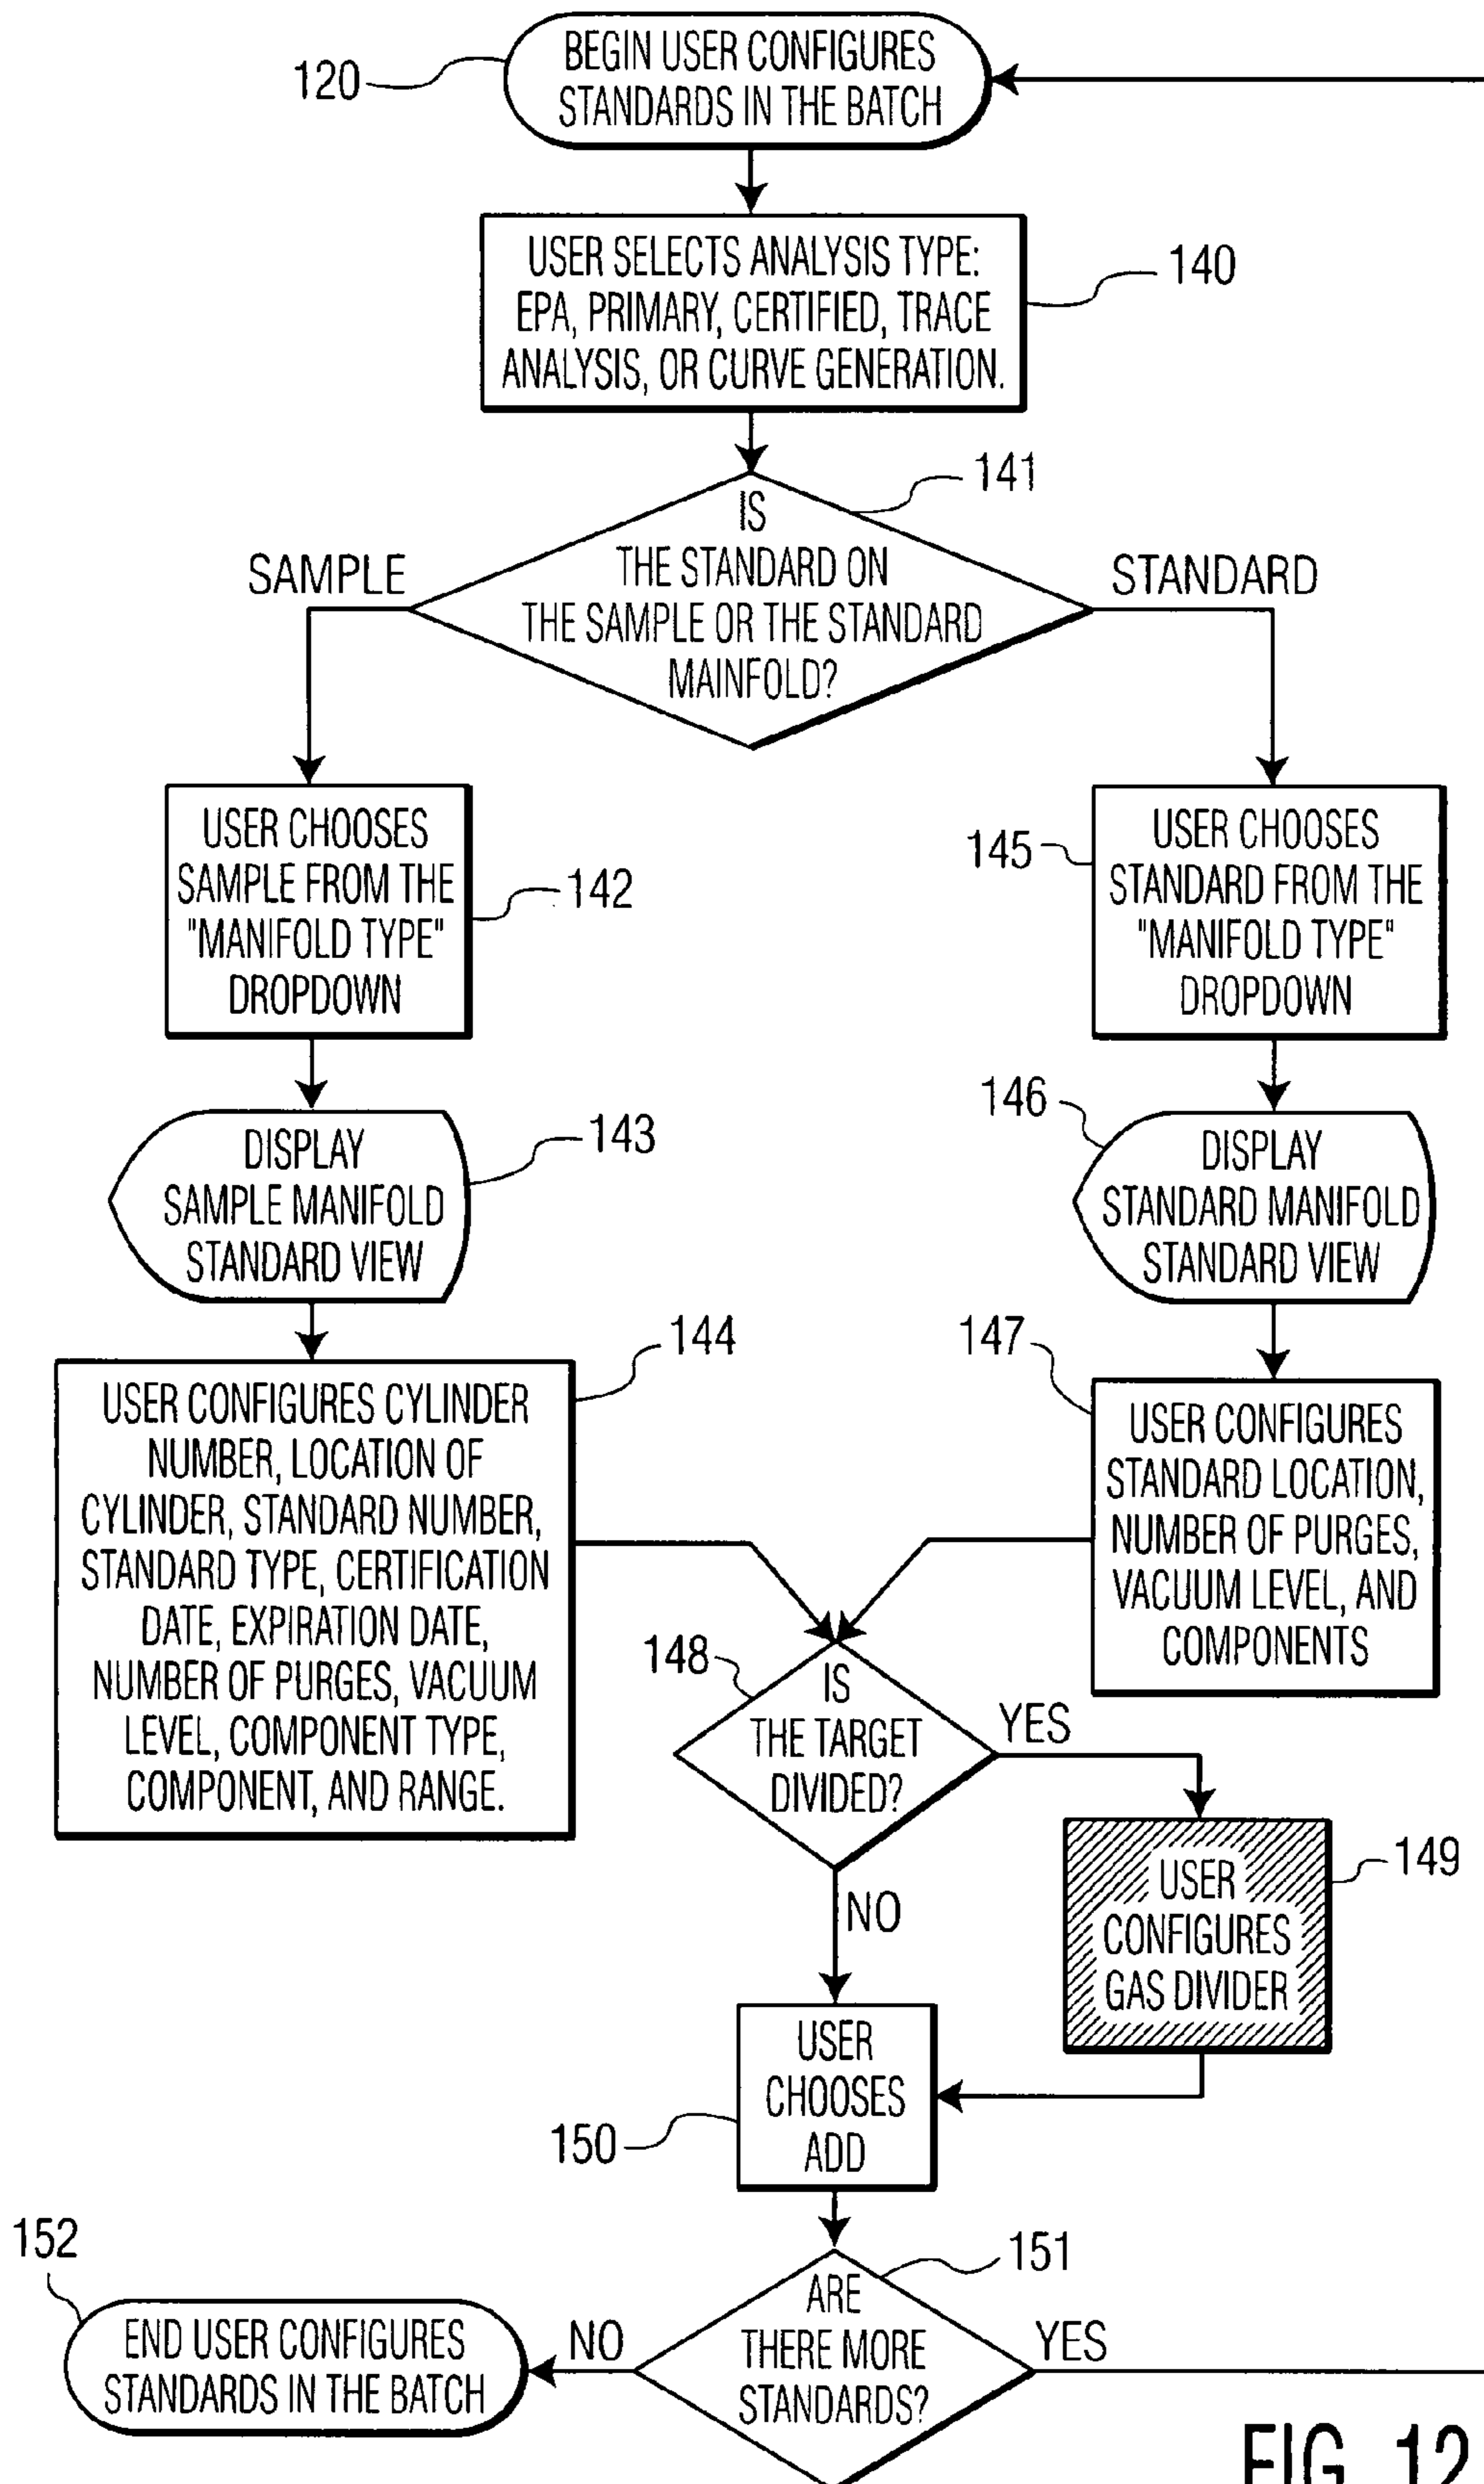 120
BEGIN USER CONFIGURES
STANDARDS IN THE BATCH
USER SELECTS ANALYSIS TYPE:
EPA, PRIMARY, CERTIFIED, TRACE
ANALYSIS, OR CURVE GENERATION.
140
141
IS
THE STANDARD ON
THE SAMPLE OR THE STANDARD
MAINFOLD?
SAMPLE
STANDARD
USER CHOOSES
SAMPLE FROM THE
"MANIFOLD TYPE"
DROPDOWN
142
145
USER CHOOSES
STANDARD FROM THE
"MANIFOLD TYPE"
DROPDOWN
DISPLAY
SAMPLE MANIFOLD
STANDARD VIEW
143
146
DISPLAY
STANDARD MANIFOLD
STANDARD VIEW
144
USER CONFIGURES CYLINDER
NUMBER, LOCATION OF
CYLINDER, STANDARD NUMBER,
STANDARD TYPE, CERTIFICATION
DATE, EXPIRATION DATE,
NUMBER OF PURGES, VACUUM
LEVEL, COMPONENT TYPE,
COMPONENT, AND RANGE.
147
USER CONFIGURES
STANDARD LOCATION,
NUMBER OF PURGES,
VACUUM LEVEL, AND
COMPONENTS
148
IS
THE TARGET
DIVIDED?
YES
NO
USER
CONFIGURES
GAS DIVIDER
149
USER
CHOOSES
ADD
150
151
ARE
THERE MORE
STANDARDS?
NO
YES
152
END USER CONFIGURES
STANDARDS IN THE BATCH
FIG. 12